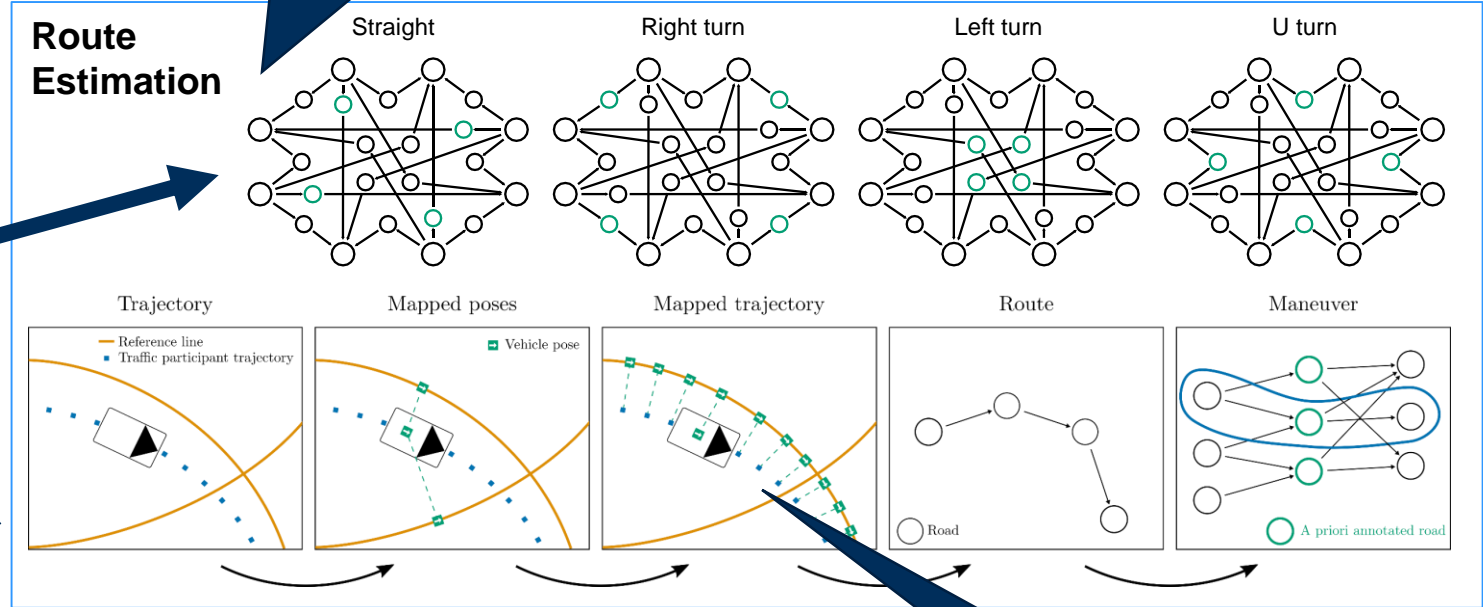 Route
Estimation
Straight
Right turn
Left turn
U turn
Trajectory
Mapped poses
Mapped trajectory
Route
Maneuver
Reference line
Traffic participant trajectory
Vehicle pose
Road
A priori annotated road